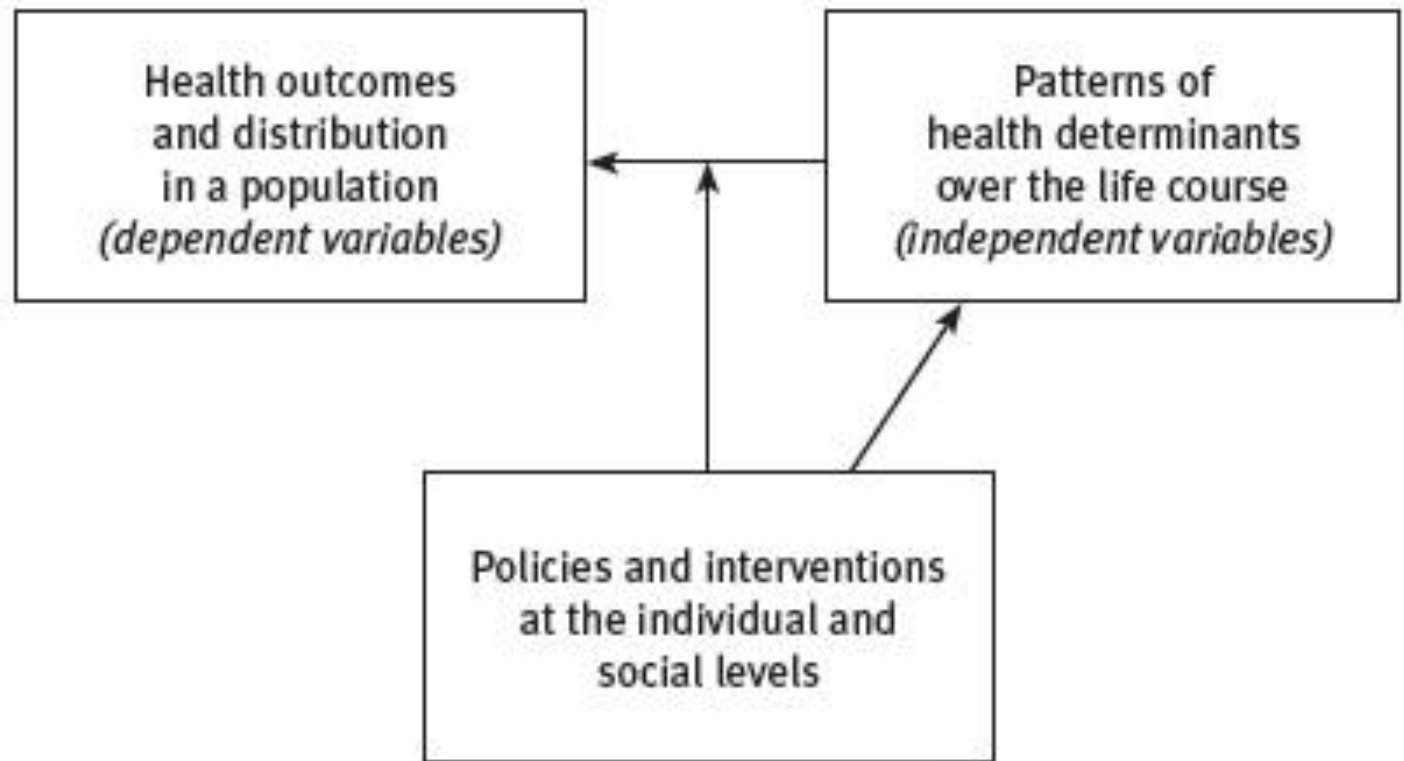 Health outcomes
and distribution
in a population
(dependent variables)
Patterns of
health determinants
over the life course
(independent variables)
Policies and interventions
at the individual and
social levels